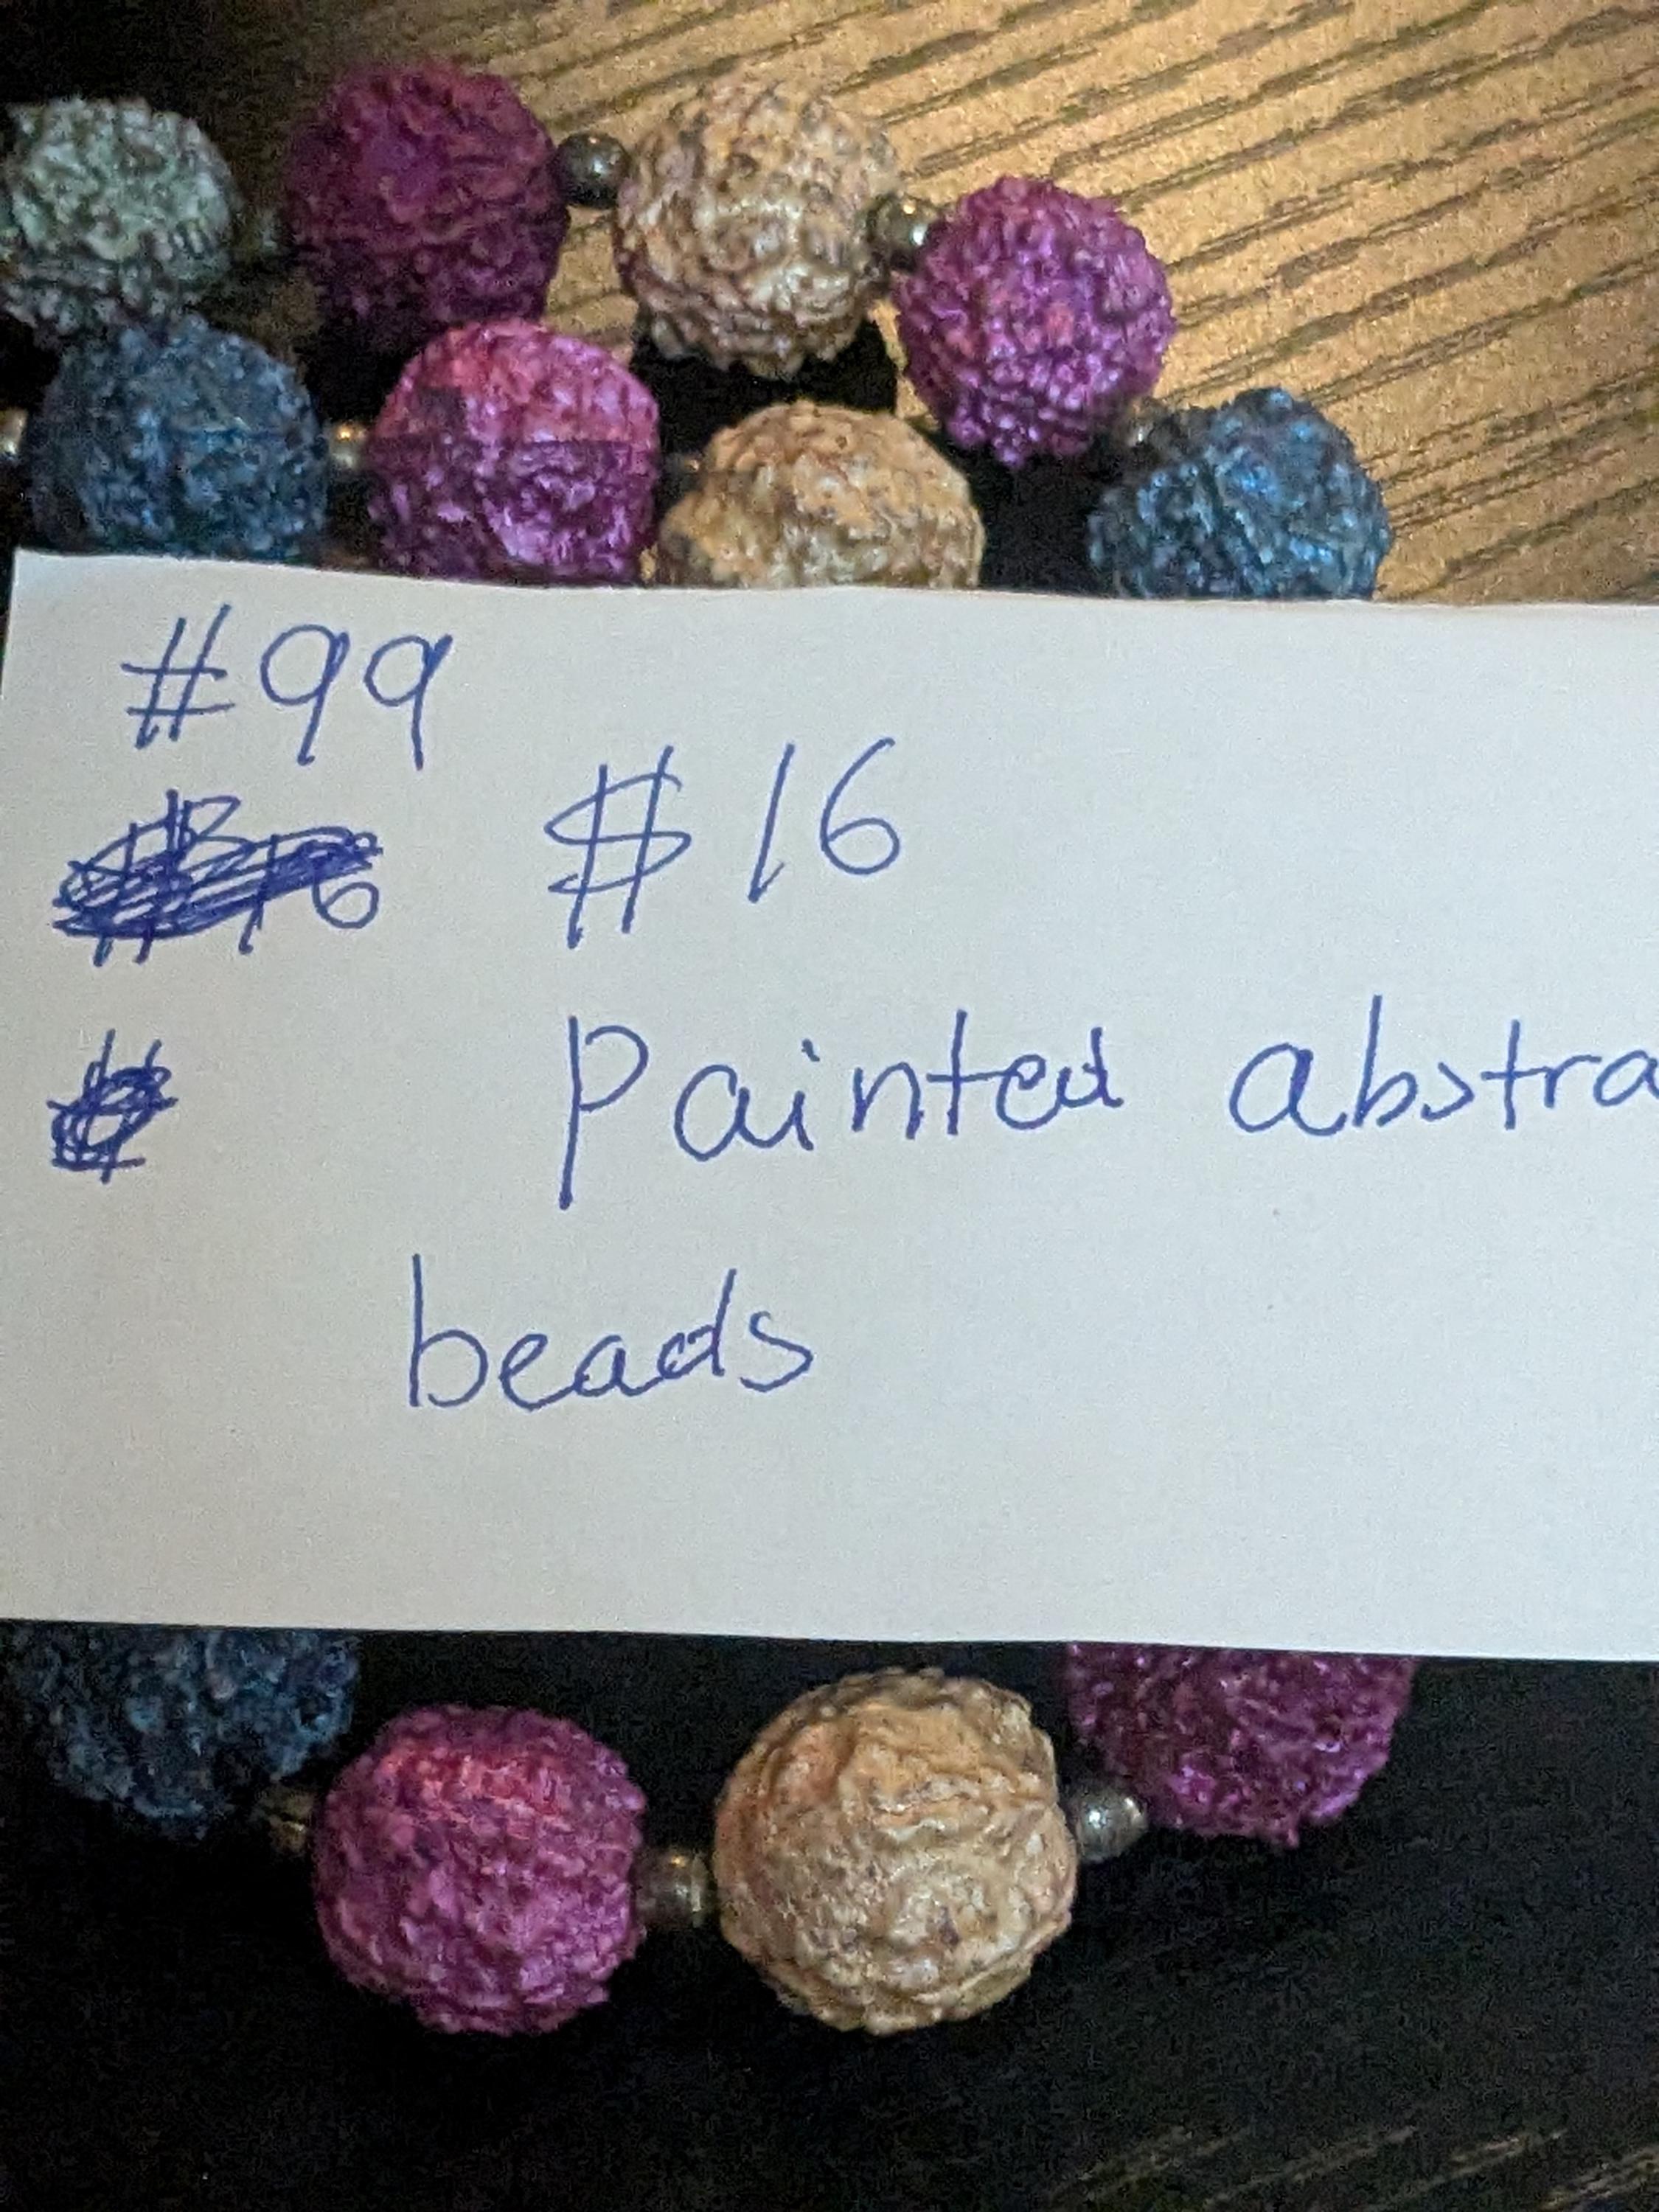 #99
$16
Painted abstra
beads